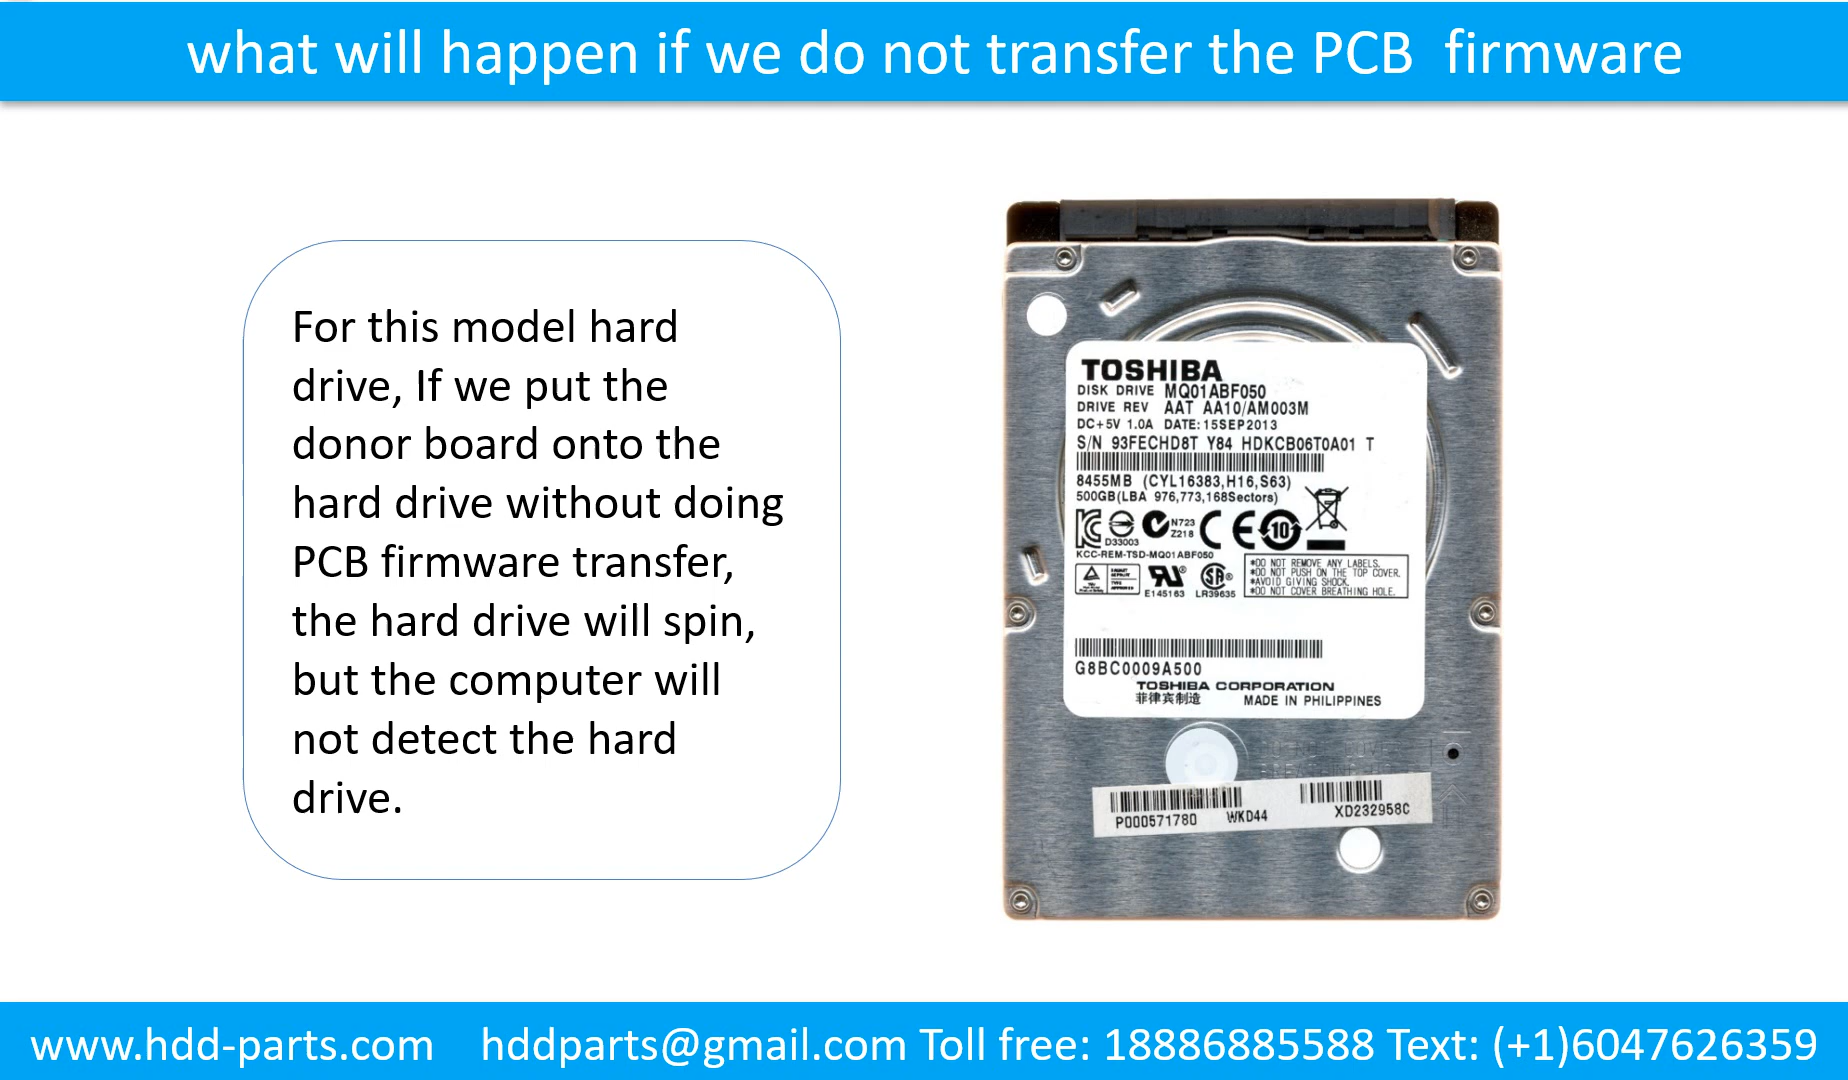 what will happen if we do not transfer the PCB firmware
For this model hard
drive, If we put the
donor board onto the
hard drive without doing
PCB firmware transfer,
the hard drive will spin,
but the computer will
not detect the hard
drive.
TOSHIBA
DISK DRIVE MQ01ABF050
DRIVE REV AAT AA10/AM003M
DC+5V 1.0A DATE:15SEP2013
S/N 93FECHD8T Y84 HDKCB06T0A01 T
8455MB (CYL16383,H16,S63)
500GB(LBA 976,773,168Sectors)
D33003
N723
Z218
10
KCC-REM-TSD-MQ01ABF050
E145163
LR39635
*DO NOT REMOVE ANY LABELS.
*DO NOT PUSH ON THE TOP COVER.
*AVOID GIVING SHOCK.
*DO NOT COVER BREATHING HOLE.
G8BC0009A500
TOSHIBA CORPORATION
菲律宾制造 MADE IN PHILIPPINES
P000571780 WKD44 XD232958C
www.hdd-parts.com hddparts@gmail.com Toll free: 18886885588 Text: (+1)6047626359